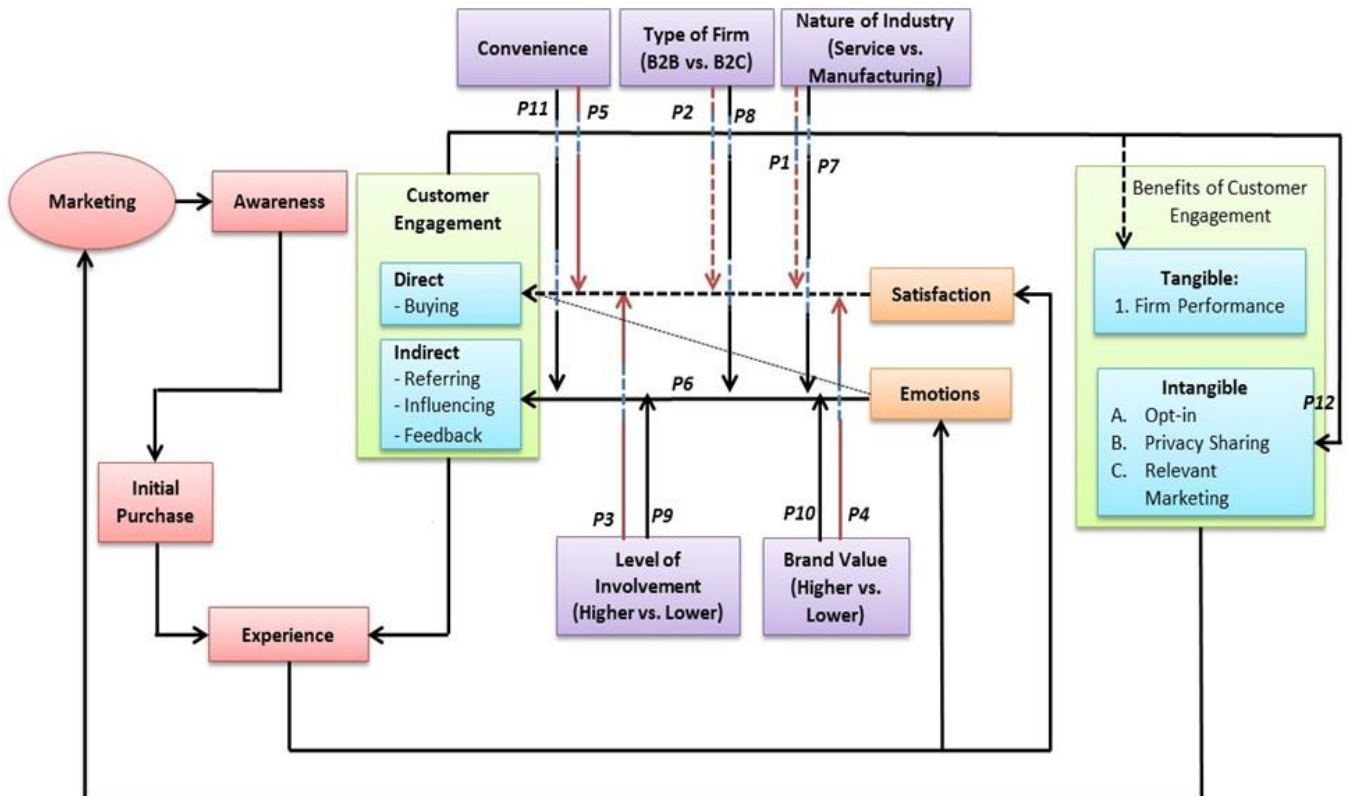 Convenience
Type of Firm
(B2B vs. B2C)
Nature of Industry
(Service vs.
Manufacturing)
P11
P5
P2
P8
P1
P7
Marketing
Awareness
Customer
Engagement
Direct
- Buying
Indirect
- Referring
- Influencing
- Feedback
Satisfaction
P6
Emotions
Benefits of Customer
Engagement
Tangible:
1. Firm Performance
Intangible
A. Opt-in
B. Privacy Sharing
C. Relevant
Marketing
P12
Initial
Purchase
Experience
P3
P9
P10
P4
Level of
Involvement
(Higher vs. Lower)
Brand Value
(Higher vs.
Lower)